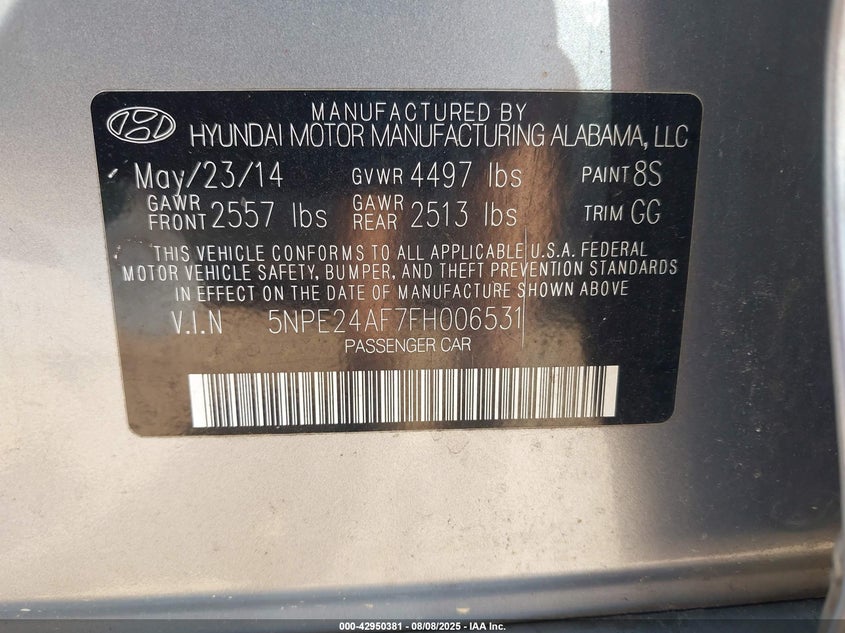 MANUFACTURED BY
HYUNDAI MOTOR MANUFACTURING ALABAMA, LLC
May/23/14 GVWR 4497 lbs PAINT 8S
GAWR FRONT 2557 lbs GAWR REAR 2513 lbs TRIM GG
THIS VEHICLE CONFORMS TO ALL APPLICABLE U.S.A. FEDERAL
MOTOR VEHICLE SAFETY, BUMPER, AND THEFT PREVENTION STANDARDS
IN EFFECT ON THE DATE OF MANUFACTURE SHOWN ABOVE
V.I.N 5NPE24AF7FH006531
PASSENGER CAR
000-42950381 - 08/08/2025 - IAA Inc.